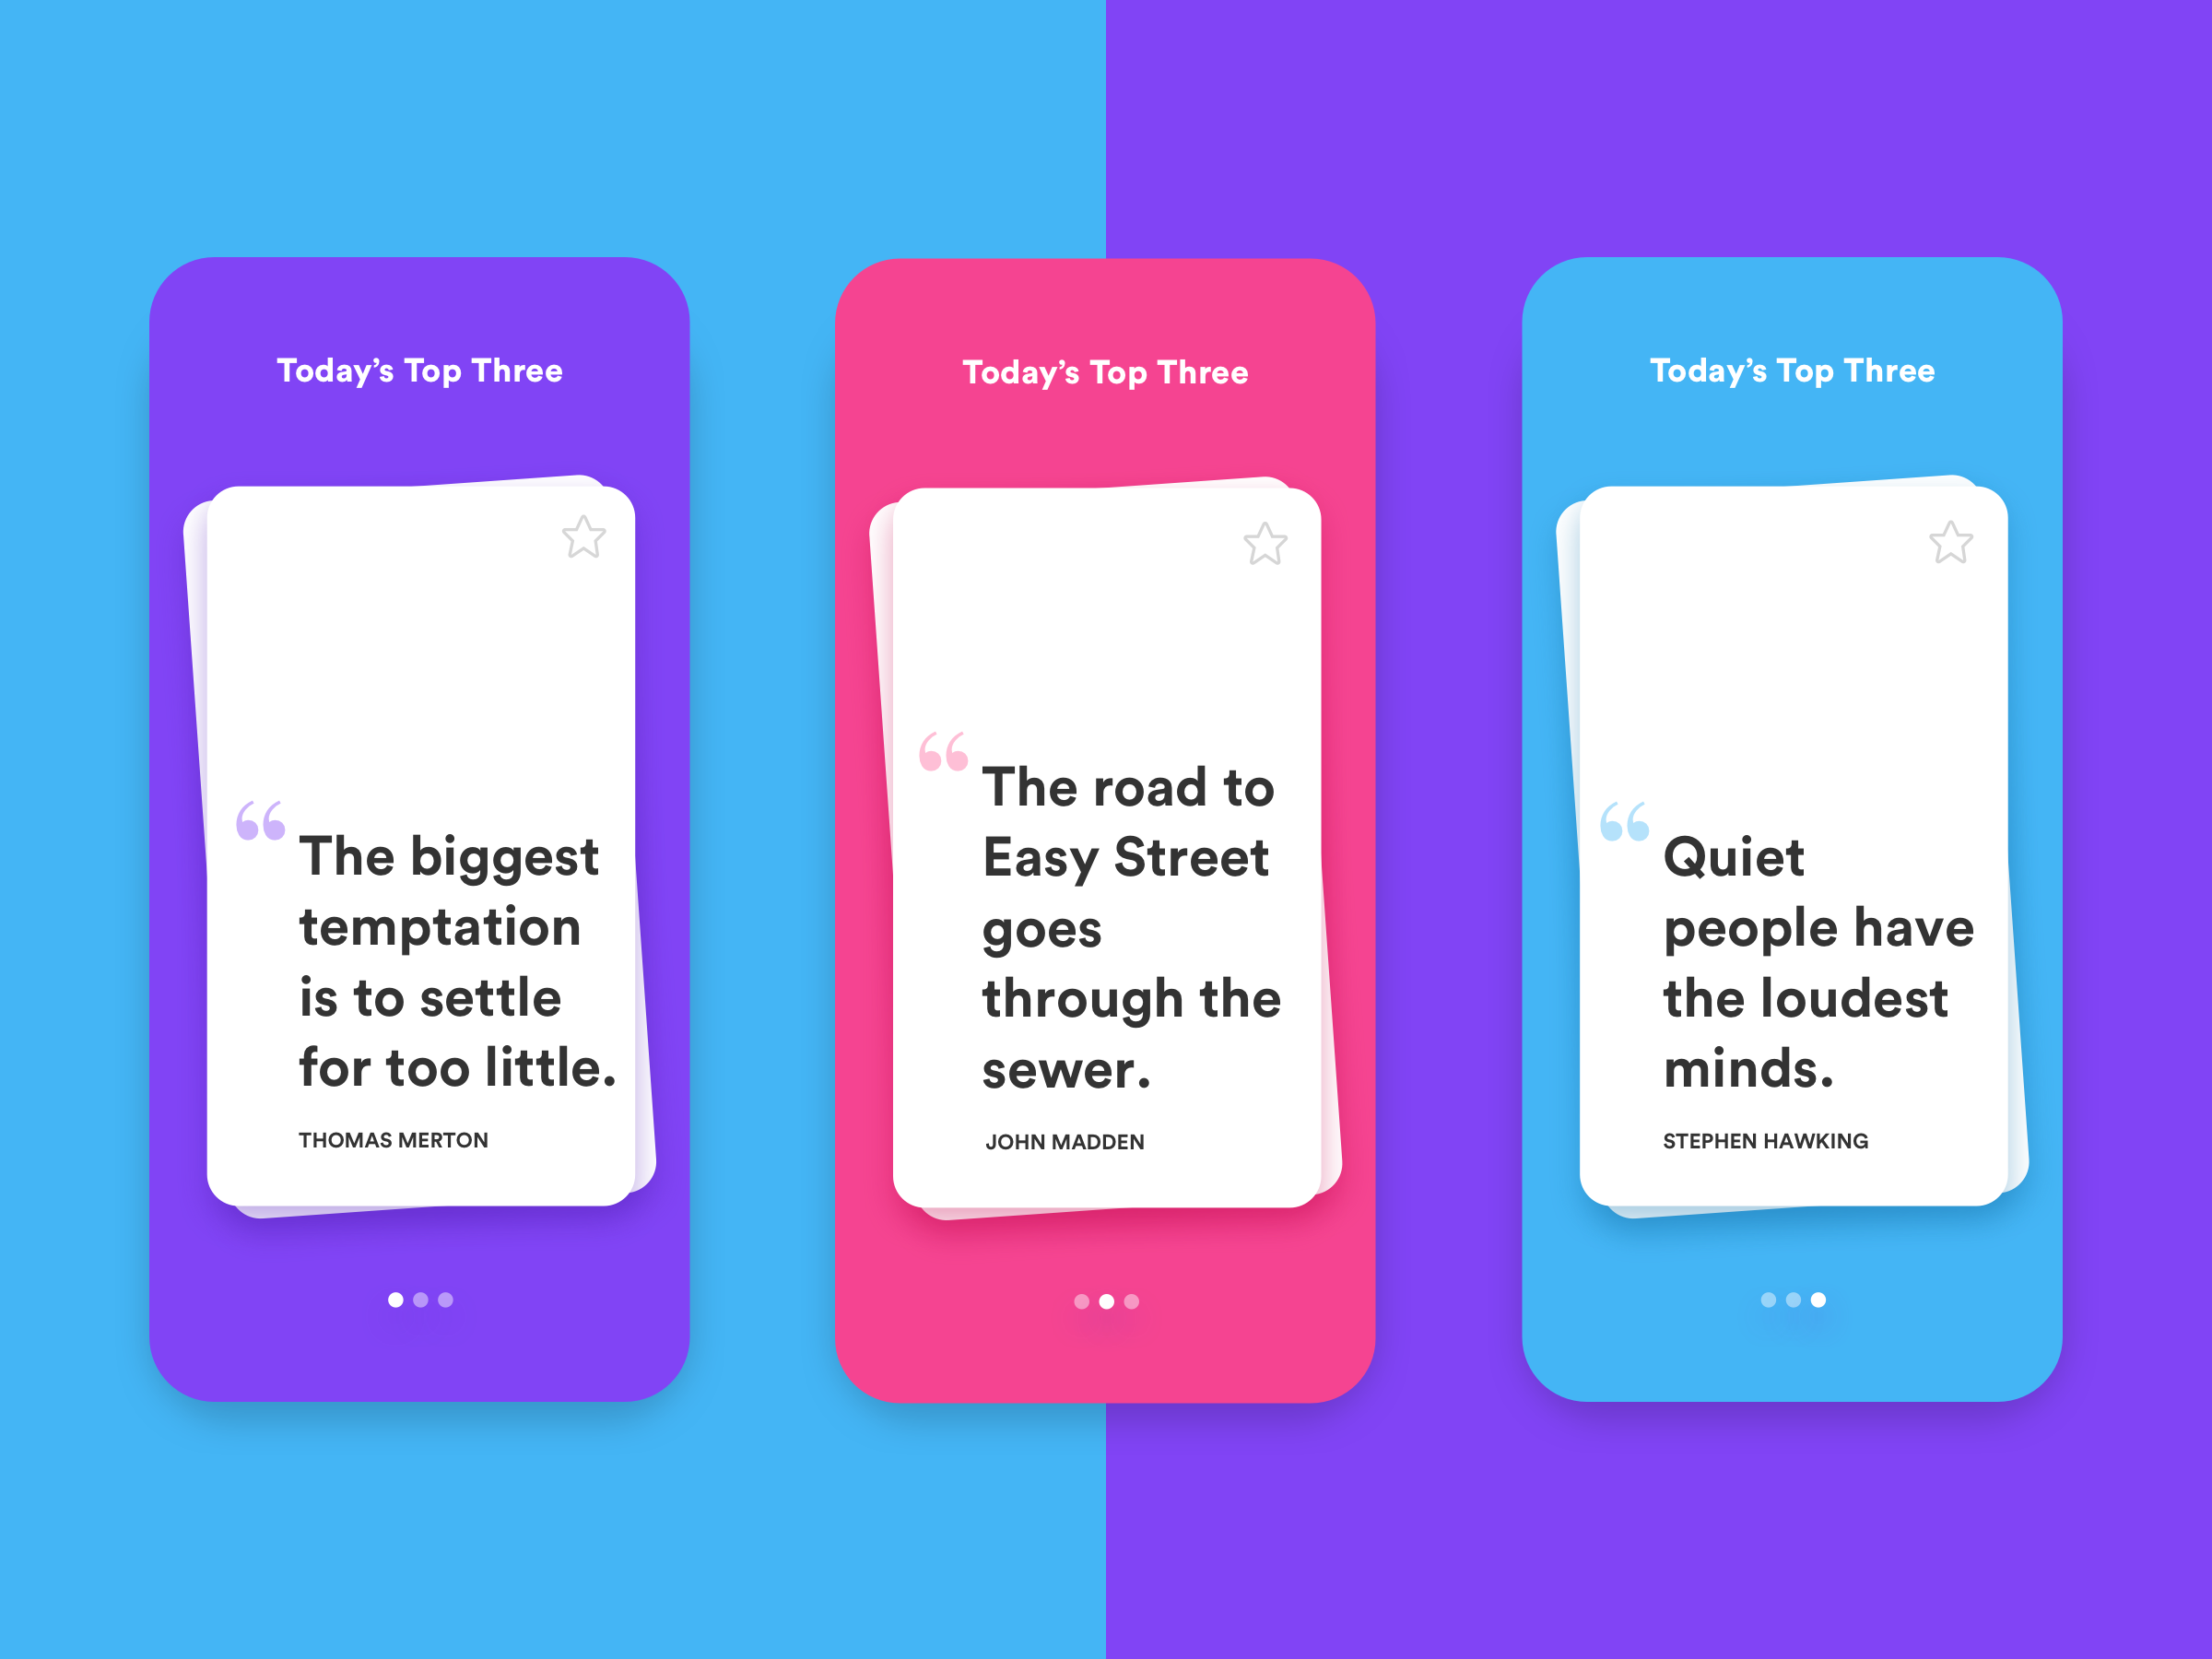 Today’s Top Three
“
The biggest
temptation
is to settle
for too little.
THOMAS MERTON
Today’s Top Three
“
The road to
Easy Street
goes
through the
sewer.
JOHN MADDEN
Today’s Top Three
“
Quiet
people have
the loudest
minds.
STEPHEN HAWKING